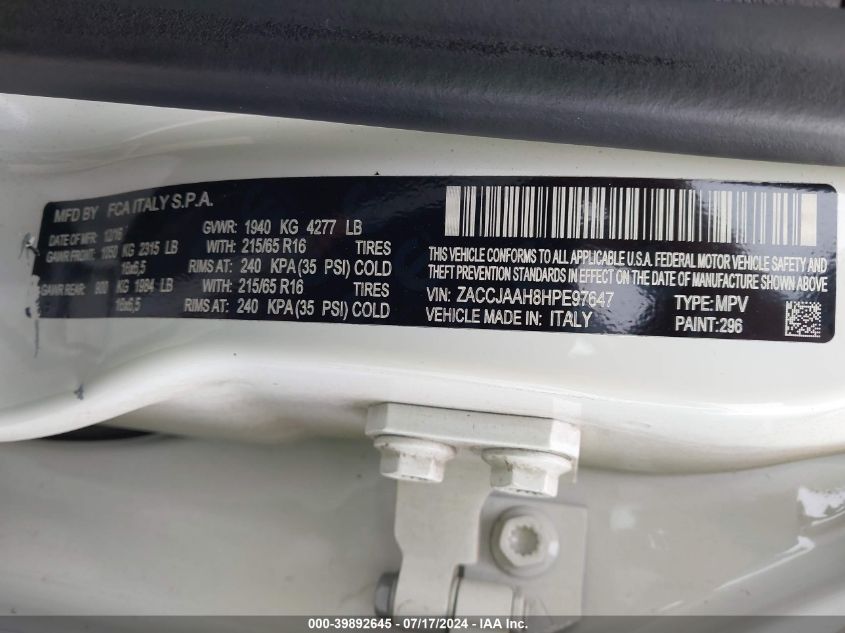 MFD BY FCA ITALY S.P.A.
DATE OF MFR: 12/16 GVWR: 1940 KG 4277 LB
GAWR FRONT: 1050 KG 2315 LB WITH: 215/65 R16 TIRES
16x6,5 RIMS AT: 240 KPA (35 PSI) COLD
GAWR REAR: 900 KG 1984 LB WITH: 215/65 R16 TIRES
16x6,5 RIMS AT: 240 KPA (35 PSI) COLD
THIS VEHICLE CONFORMS TO ALL APPLICABLE U.S.A. FEDERAL MOTOR VEHICLE SAFETY AND
THEFT PREVENTION STANDARDS IN EFFECT ON THE DATE OF MANUFACTURE SHOWN ABOVE
VIN: ZACCJAAH8HPE97647 TYPE: MPV
VEHICLE MADE IN: ITALY PAINT: 296
000-39892645 - 07/17/2024 - IAA Inc.